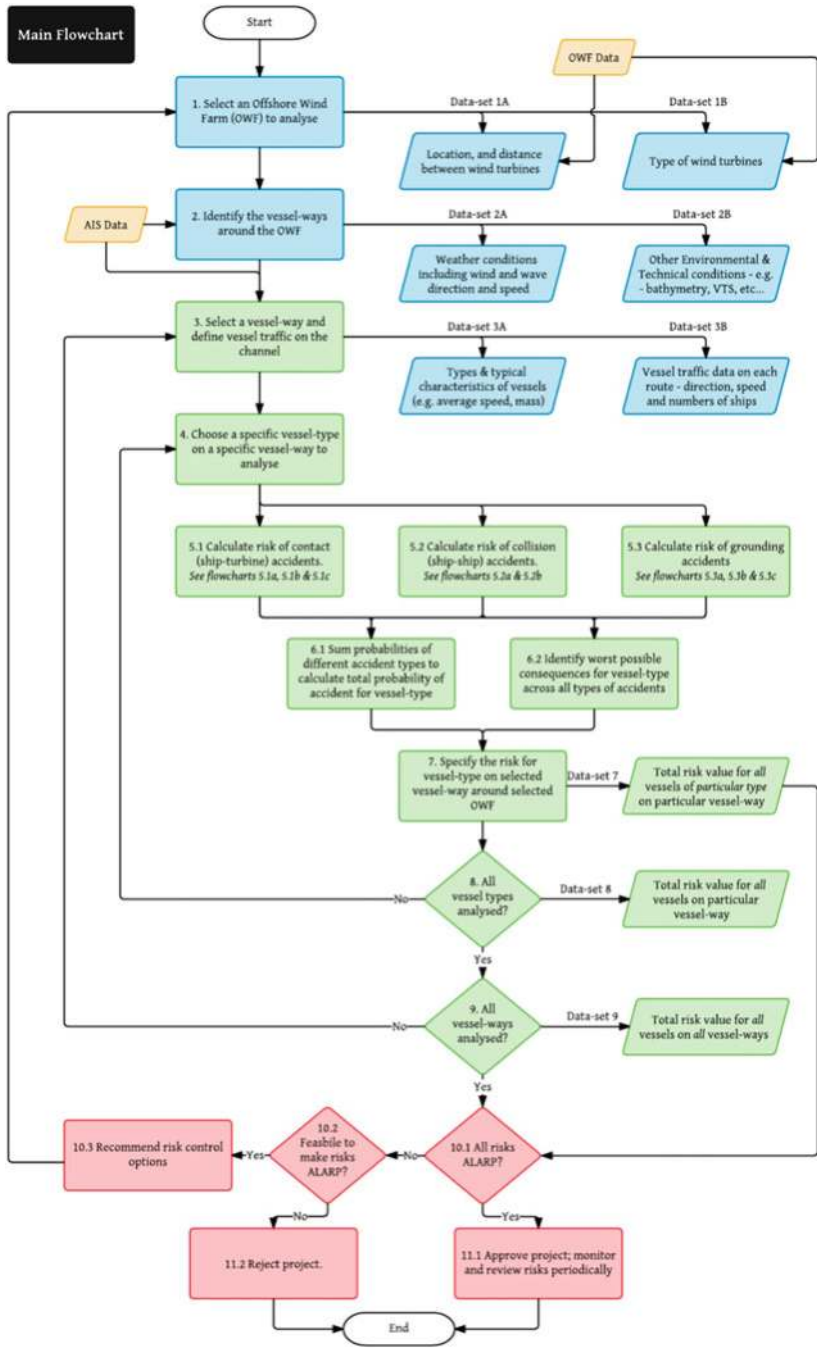 Main Flowchart
Start
OWF Data
1. Select an Offshore Wind
Farm (OWF) to analyse
Data-set 1A
Data-set 1B
Location, and distance
between wind turbines
Type of wind turbines
AIS Data
2. Identify the vessel-ways
around the OWF
Data-set 2A
Data-set 2B
Weather conditions
including wind and wave
direction and speed
Other Environmental &
Technical conditions - e.g.
- bathymetry, VTS, etc...
3. Select a vessel-way and
define vessel traffic on the
channel
Data-set 3A
Data-set 3B
Types & typical
characteristics of vessels
(e.g. average speed, mass)
Vessel traffic data on each
route - direction, speed
and numbers of ships
4. Choose a specific vessel-type
on a specific vessel-way to
analyse
5.1 Calculate risk of contact
(ship-turbine) accidents.
See flowcharts 5.1a, 5.1b & 5.1c
5.2 Calculate risk of collision
(ship-ship) accidents.
See flowcharts 5.2a & 5.2b
5.3 Calculate risk of grounding
accidents
See flowcharts 5.3a, 5.3b & 5.3c
6.1 Sum probabilities of
different accident types to
calculate total probability of
accident for vessel-type
6.2 Identify worst possible
consequences for vessel-type
across all types of accidents
7. Specify the risk for
vessel-type on selected
vessel-way around selected
OWF
Data-set 7
Total risk value for all
vessels of particular type
on particular vessel-way
8. All
vessel types
analysed?
No
Data-set 8
Total risk value for all
vessels on particular
vessel-way
Yes
9. All
vessel-ways
analysed?
No
Data-set 9
Total risk value for all
vessels on all vessel-ways
Yes
10.3 Recommend risk control
options
Yes
10.2
Feasbile to
make risks
ALARP?
No
10.1 All risks
ALARP?
No
Yes
11.2 Reject project.
11.1 Approve project; monitor
and review risks periodically
End